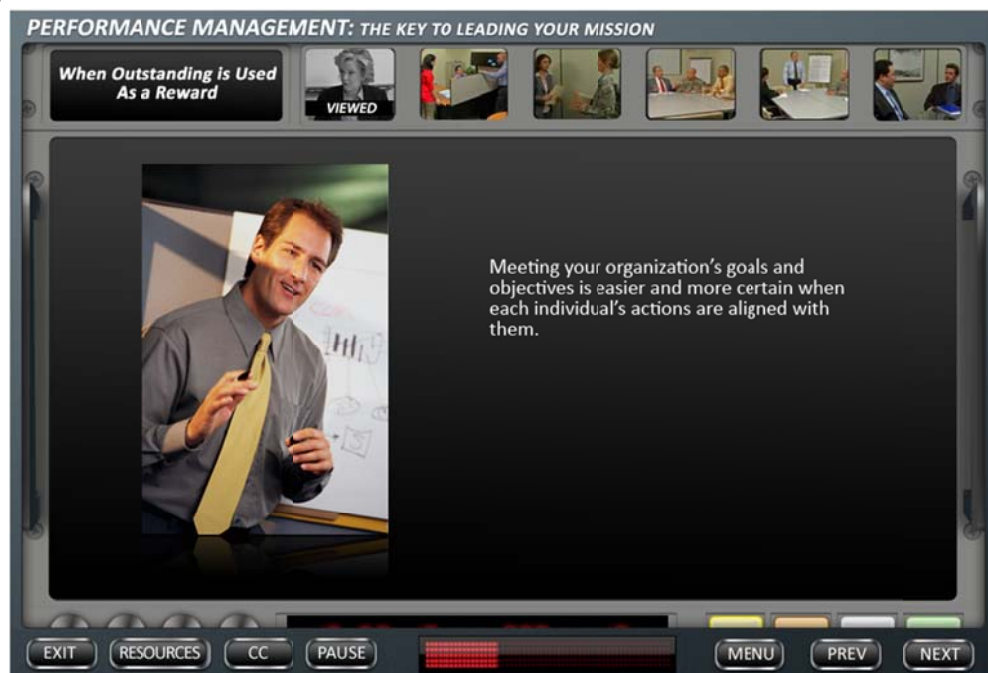 PERFORMANCE MANAGEMENT: THE KEY TO LEADING YOUR MISSION
When Outstanding is Used
As a Reward
VIEWED
Meeting your organization's goals and
objectives is easier and more certain when
each individual's actions are aligned with
them.
EXIT
RESOURCES
CC
PAUSE
MENU
PREV
NEXT